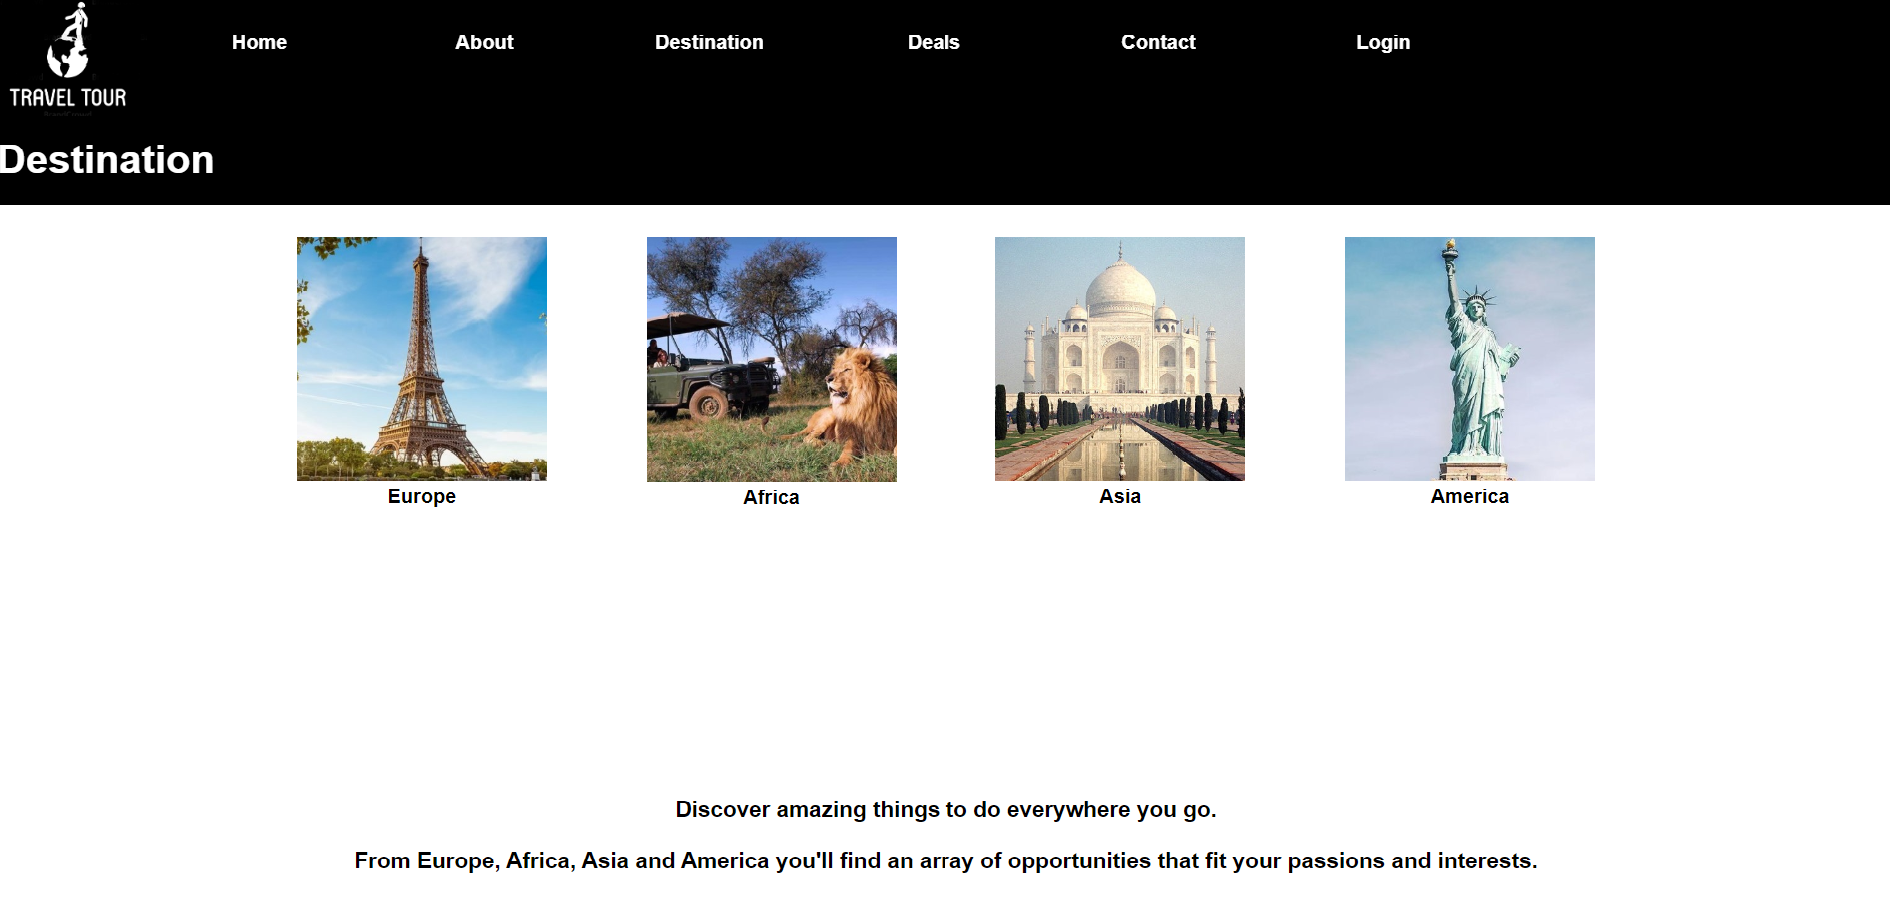 TRAVEL TOUR
Home
About
Destination
Deals
Contact
Login
Destination
Europe
Africa
Asia
America
Discover amazing things to do everywhere you go.
From Europe, Africa, Asia and America you'll find an array of opportunities that fit your passions and interests.